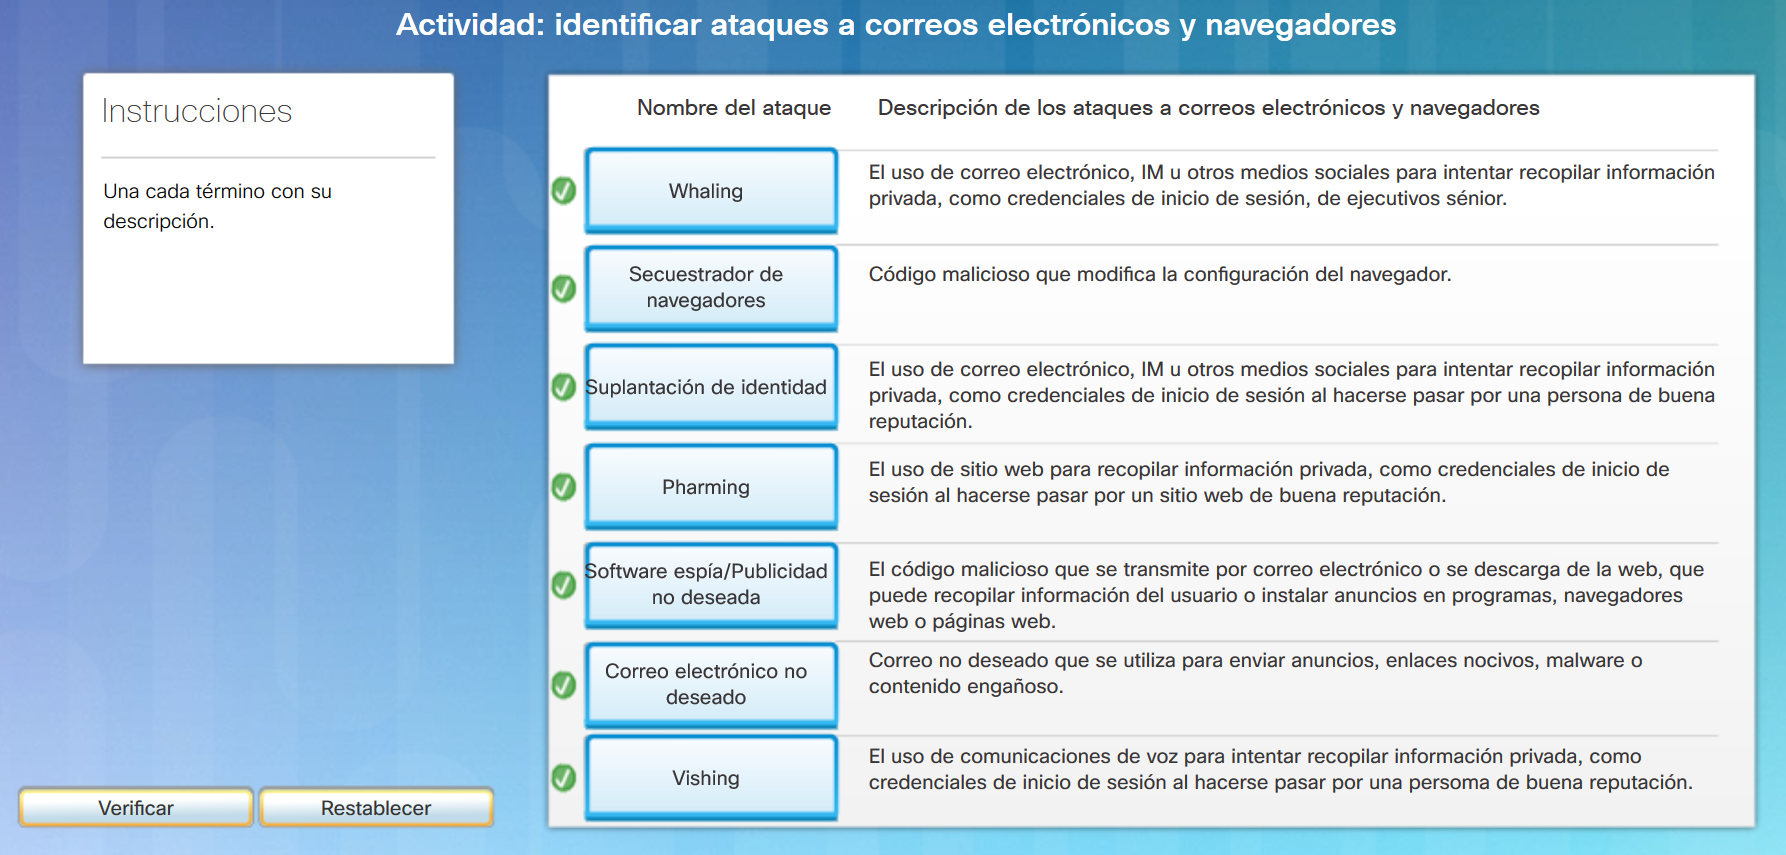 Actividad: identificar ataques a correos electrónicos y navegadores
Instrucciones
Una cada término con su
descripción.
Nombre del ataque
Descripción de los ataques a correos electrónicos y navegadores
Whaling
El uso de correo electrónico, IM u otros medios sociales para intentar recopilar información
privada, como credenciales de inicio de sesión, de ejecutivos sénior.
Secuestrador de
navegadores
Código malicioso que modifica la configuración del navegador.
Suplantación de identidad
El uso de correo electrónico, IM u otros medios sociales para intentar recopilar información
privada, como credenciales de inicio de sesión al hacerse pasar por una persona de buena
reputación.
Pharming
El uso de sitio web para recopilar información privada, como credenciales de inicio de
sesión al hacerse pasar por un sitio web de buena reputación.
Software espía/Publicidad
no deseada
El código malicioso que se transmite por correo electrónico o se descarga de la web, que
puede recopilar información del usuario o instalar anuncios en programas, navegadores
web o páginas web.
Correo electrónico no
deseado
Correo no deseado que se utiliza para enviar anuncios, enlaces nocivos, malware o
contenido engañoso.
Vishing
El uso de comunicaciones de voz para intentar recopilar información privada, como
credenciales de inicio de sesión al hacerse pasar por una persoma de buena reputación.
Verificar
Restablecer